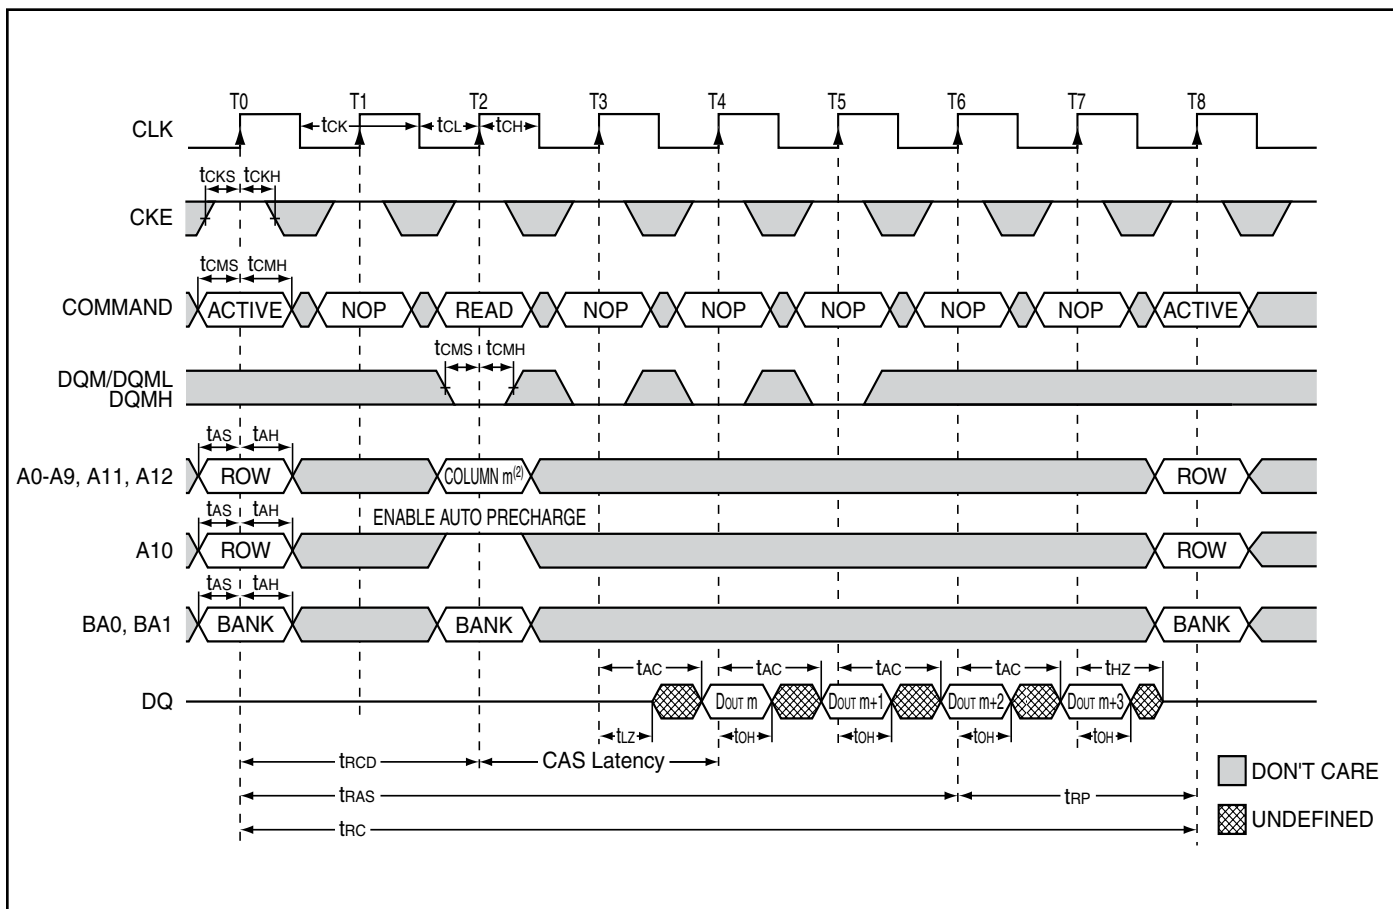 T0 T1 T2 T3 T4 T5 T6 T7 T8
CLK tCK tCL tCH
tCKS tCKH
CKE
tCMS tCMH
COMMAND ACTIVE NOP READ NOP NOP NOP NOP NOP ACTIVE
tCMS tCMH
DQM/DQML
DQMH
tAS tAH
A0-A9, A11, A12 ROW COLUMN m(2) ROW
tAS tAH ENABLE AUTO PRECHARGE
A10 ROW ROW
tAS tAH
BA0, BA1 BANK BANK BANK
tAC tAC tAC tAC tHZ
DQ DOUT m DOUT m+1 DOUT m+2 DOUT m+3
tLZ tOH tOH tOH tOH
tRCD CAS Latency
DON'T CARE
tRAS tRP
UNDEFINED
tRC